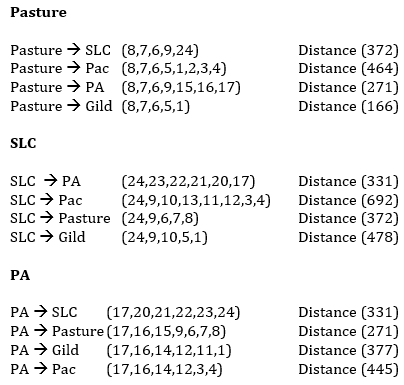 Pasture
Pasture → SLC (8,7,6,9,24) Distance (372)
Pasture → Pac (8,7,6,5,1,2,3,4) Distance (464)
Pasture → PA (8,7,6,9,15,16,17) Distance (271)
Pasture → Gild (8,7,6,5,1) Distance (166)
SLC
SLC → PA (24,23,22,21,20,17) Distance (331)
SLC → Pac (24,9,10,13,11,12,3,4) Distance (692)
SLC → Pasture (24,9,6,7,8) Distance (372)
SLC → Gild (24,9,10,5,1) Distance (478)
PA
PA → SLC (17,20,21,22,23,24) Distance (331)
PA → Pasture (17,16,15,9,6,7,8) Distance (271)
PA → Gild (17,16,14,12,11,1) Distance (377)
PA → Pac (17,16,14,12,3,4) Distance (445)